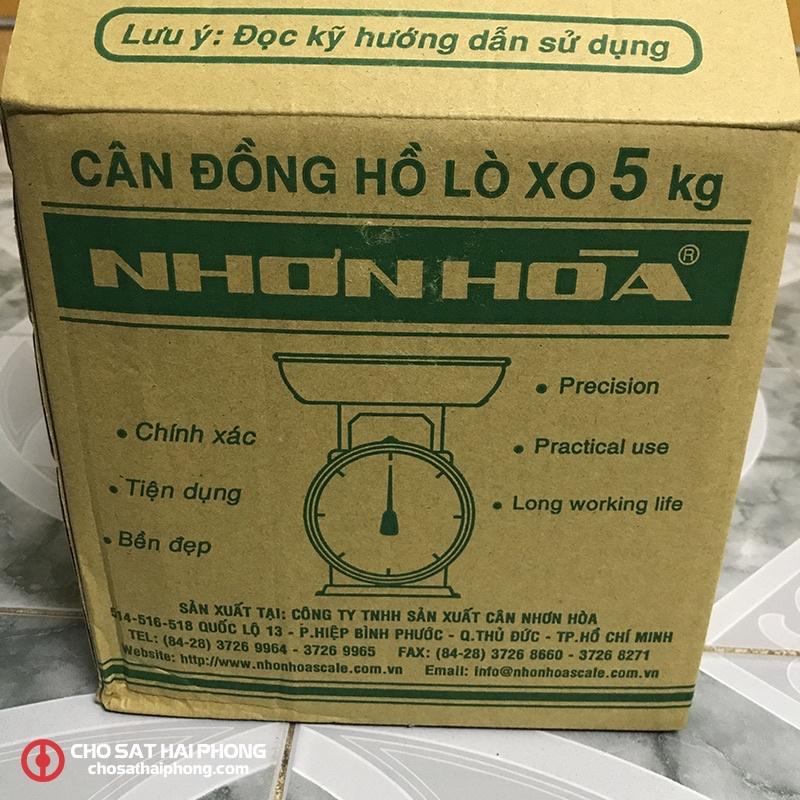 Lưu ý: Đọc kỹ hướng dẫn sử dụng
CÂN ĐỒNG HỒ LÒ XO 5 kg
NHƠN HÒA ®
• Chính xác
• Tiện dụng
• Bền đẹp
• Precision
• Practical use
• Long working life
SẢN XUẤT TẠI: CÔNG TY TNHH SẢN XUẤT CÂN NHƠN HÒA
514-516-518 QUỐC LỘ 13 - P.HIỆP BÌNH PHƯỚC - Q.THỦ ĐỨC - TP.HỒ CHÍ MINH
TEL: (84-28) 3726 9964 - 3726 9965 FAX: (84-28) 3726 8660 - 3726 8271
Website: http://www.nhonhoascale.com.vn Email: info@nhonhoascale.com.vn
CHO SAT HAI PHONG
chosathaiphong.com